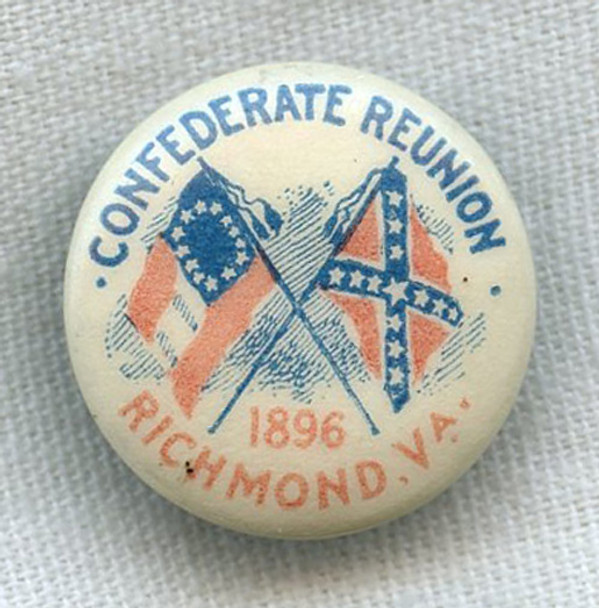 · CONFEDERATE REUNION ·
1896
RICHMOND, VA.